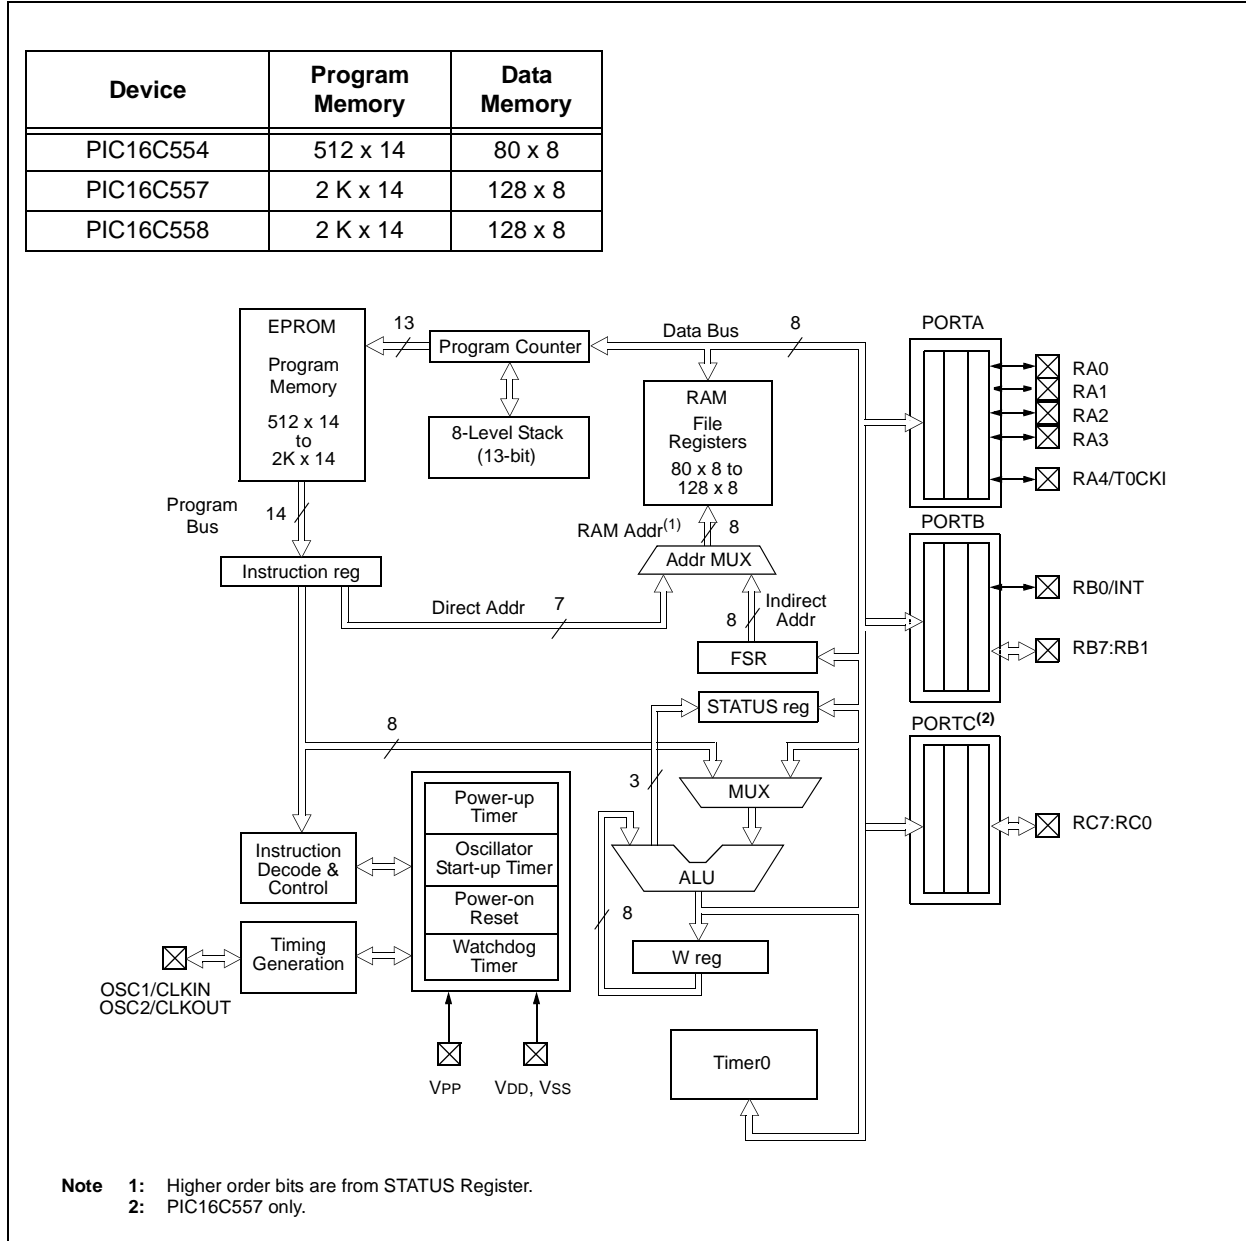 Device
Program
Memory
Data
Memory
PIC16C554
512 x 14
80 x 8
PIC16C557
2 K x 14
128 x 8
PIC16C558
2 K x 14
128 x 8
EPROM
Program
Memory
512 x 14
to
2K x 14
13
Program Counter
8-Level Stack
(13-bit)
Data Bus
8
RAM
File
Registers
80 x 8 to
128 x 8
PORTA
RA0
RA1
RA2
RA3
RA4/T0CKI
Program
Bus
14
RAM Addr(1)
8
Addr MUX
PORTB
RB0/INT
RB7:RB1
Instruction reg
Direct Addr
7
8
Indirect
Addr
FSR
STATUS reg
PORTC(2)
RC7:RC0
8
3
MUX
Power-up
Timer
Oscillator
Start-up Timer
Power-on
Reset
Watchdog
Timer
Instruction
Decode &
Control
ALU
8
W reg
Timing
Generation
OSC1/CLKIN
OSC2/CLKOUT
VPP
VDD, VSS
Timer0
Note 1: Higher order bits are from STATUS Register.
2: PIC16C557 only.